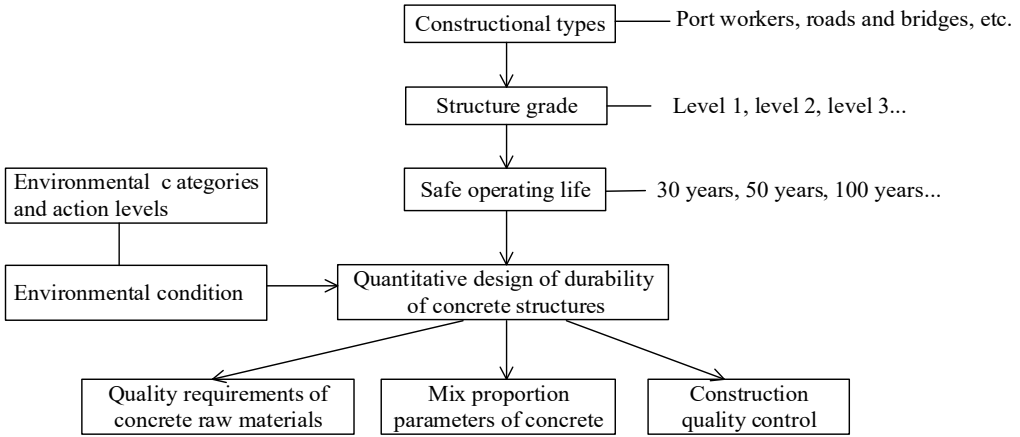 Constructional types
Port workers, roads and bridges, etc.
Structure grade
Level 1, level 2, level 3...
Safe operating life
30 years, 50 years, 100 years...
Environmental c ategories
and action levels
Environmental condition
Quantitative design of durability
of concrete structures
Quality requirements of
concrete raw materials
Mix proportion
parameters of concrete
Construction
quality control